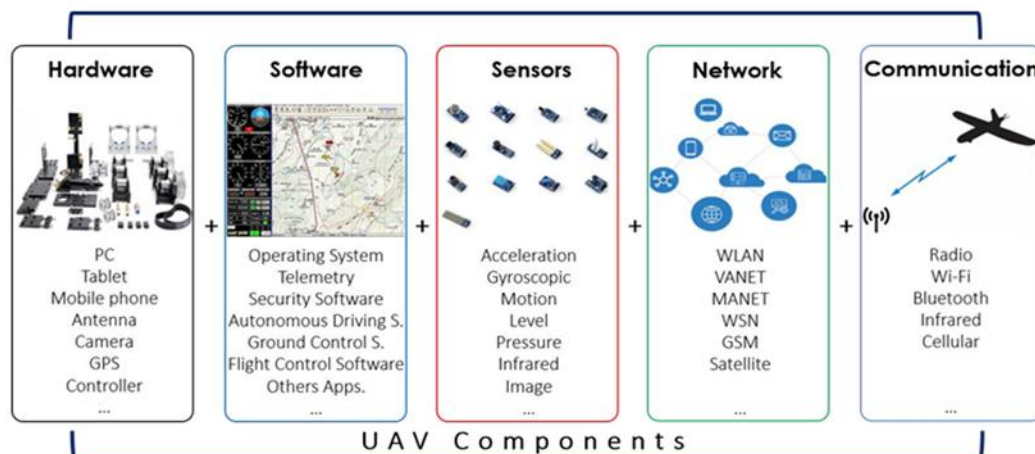 Hardware
PC
Tablet
Mobile phone
Antenna
Camera
GPS
Controller
...
+
Software
Operating System
Telemetry
Security Software
Autonomous Driving S.
Ground Control S.
Flight Control Software
Others Apps.
...
+
Sensors
Acceleration
Gyroscopic
Motion
Level
Pressure
Infrared
Image
...
+
Network
WLAN
VANET
MANET
WSN
GSM
Satellite
...
+
Communication
Radio
Wi-Fi
Bluetooth
Infrared
Cellular
...
UAV Components